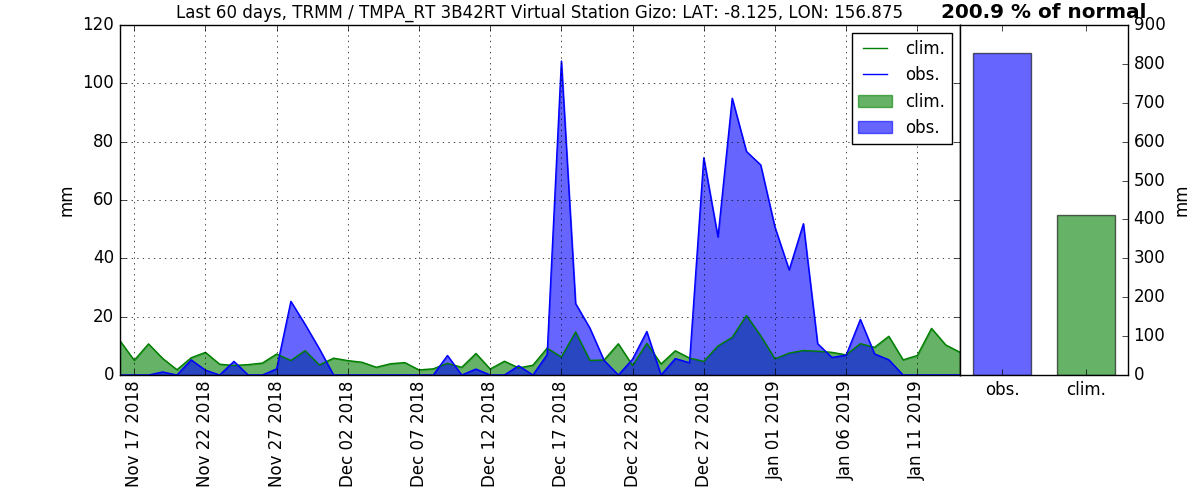 Last 60 days, TRMM / TMPA_RT 3B42RT Virtual Station Gizo: LAT: -8.125, LON: 156.875
200.9 % of normal
120
100
80
60
40
20
0
mm
clim.
obs.
clim.
obs.
Nov 17 2018
Nov 22 2018
Nov 27 2018
Dec 02 2018
Dec 07 2018
Dec 12 2018
Dec 17 2018
Dec 22 2018
Dec 27 2018
Jan 01 2019
Jan 06 2019
Jan 11 2019
900
800
700
600
500
400
300
200
100
0
mm
obs.
clim.